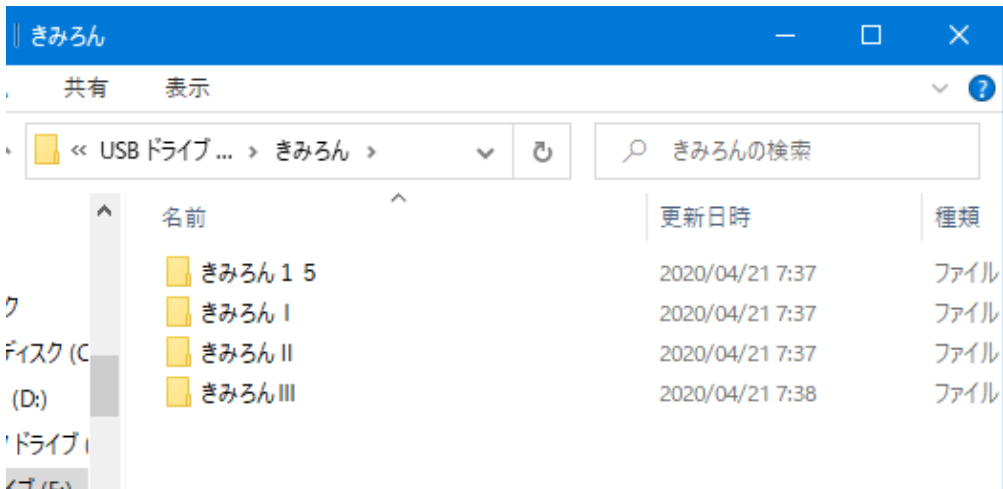 きみろん
共有 表示
« USB ドライブ ... › きみろん › きみろんの検索
名前 更新日時 種類
きみろん１５ 2020/04/21 7:37 ファイル
きみろんⅠ 2020/04/21 7:37 ファイル
きみろんⅡ 2020/04/21 7:37 ファイル
きみろんⅢ 2020/04/21 7:38 ファイル
ク
ディスク (C
(D:)
ドライブ (
イブ (F:)